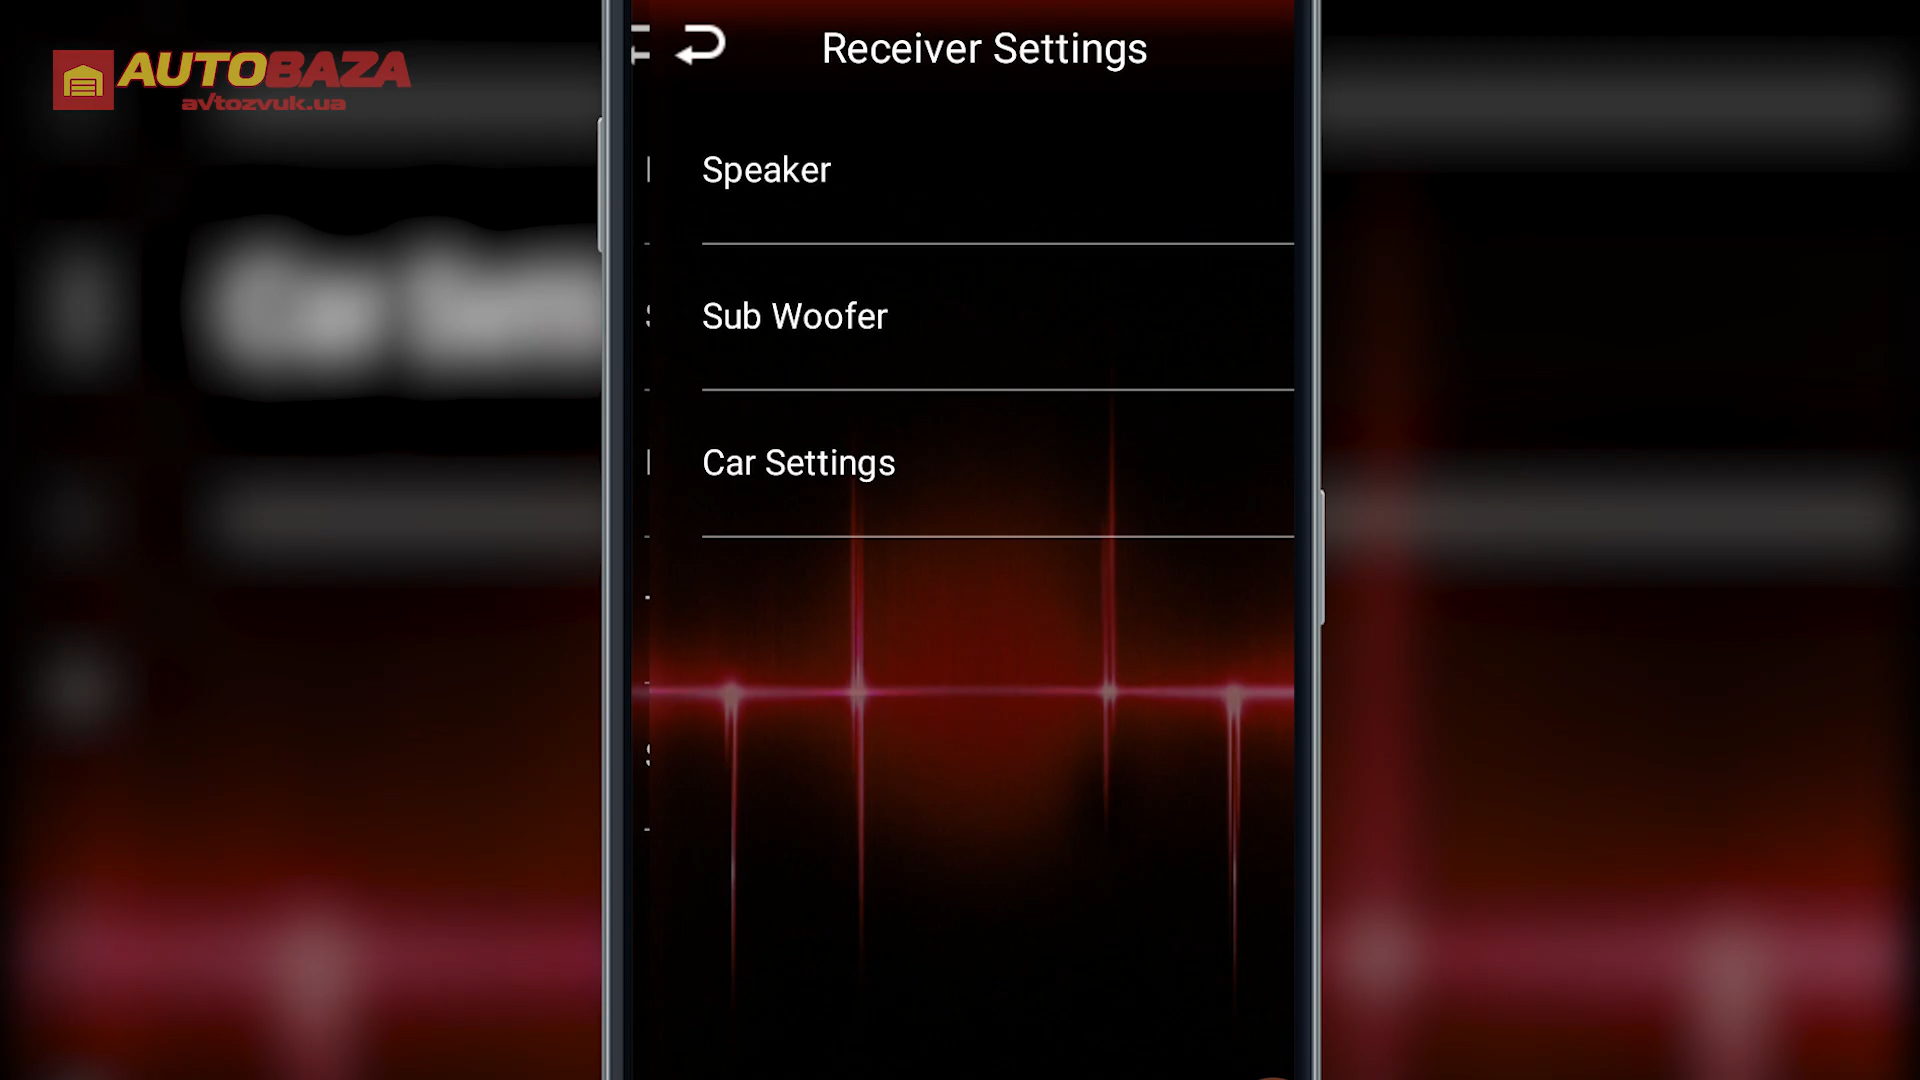 AUTOBAZA
avtozvuk.ua
Receiver Settings
Speaker
Sub Woofer
Car Settings